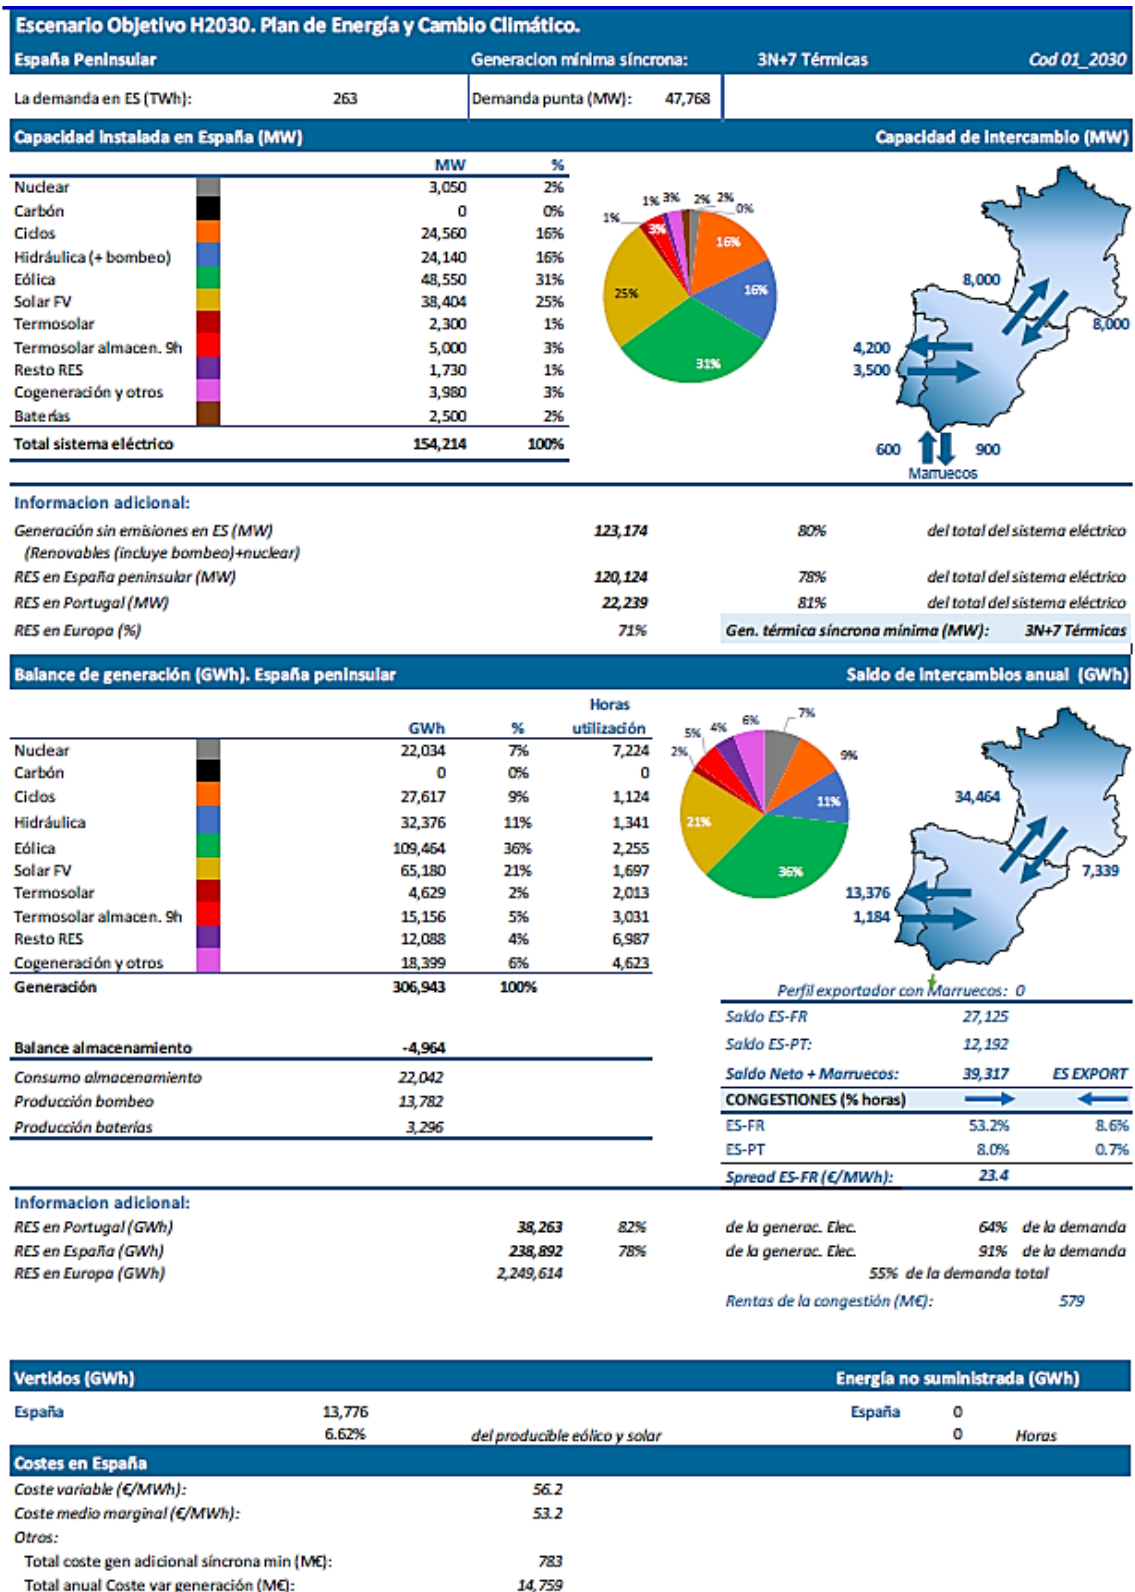 Escenario Objetivo H2030. Plan de Energía y Cambio Climático.
España Peninsular Generacion mínima síncrona: 3N+7 Térmicas Cod 01_2030
La demanda en ES (TWh): 263 Demanda punta (MW): 47,768
Capacidad Instalada en España (MW) Capacidad de Intercambio (MW)
MW %
Nuclear 3,050 2%
Carbón 0 0%
Ciclos 24,560 16%
Hidráulica (+ bombeo) 24,140 16%
Eólica 48,550 31%
Solar FV 38,404 25%
Termosolar 2,300 1%
Termosolar almacen. 9h 5,000 3%
Resto RES 1,730 1%
Cogeneración y otros 3,980 3%
Baterías 2,500 2%
Total sistema eléctrico 154,214 100%
1% 3% 2% 2%
0%
1%
3%
16%
25%
16%
31%
8,000
8,000
4,200
3,500
600 900
Marruecos
Informacion adicional:
Generación sin emisiones en ES (MW) 123,174 80% del total del sistema eléctrico
(Renovables (incluye bombeo)+nuclear)
RES en España peninsular (MW) 120,124 78% del total del sistema eléctrico
RES en Portugal (MW) 22,239 81% del total del sistema eléctrico
RES en Europa (%) 71% Gen. térmica síncrona mínima (MW): 3N+7 Térmicas
Balance de generación (GWh). España peninsular Saldo de Intercambios anual (GWh)
Horas
GWh % utilización
Nuclear 22,034 7% 7,224
Carbón 0 0% 0
Ciclos 27,617 9% 1,124
Hidráulica 32,376 11% 1,341
Eólica 109,464 36% 2,255
Solar FV 65,180 21% 1,697
Termosolar 4,629 2% 2,013
Termosolar almacen. 9h 15,156 5% 3,031
Resto RES 12,088 4% 6,987
Cogeneración y otros 18,399 6% 4,623
Generación 306,943 100%
7%
6%
4%
5%
2%
9%
11%
21%
36%
34,464
7,339
13,376
1,184
Perfil exportador con Marruecos: 0
Saldo ES-FR 27,125
Saldo ES-PT: 12,192
Saldo Neto + Marruecos: 39,317 ES EXPORT
CONGESTIONES (% horas)
ES-FR 53.2% 8.6%
ES-PT 8.0% 0.7%
Spread ES-FR (€/MWh): 23.4
Balance almacenamiento -4,964
Consumo almacenamiento 22,042
Producción bombeo 13,782
Producción baterías 3,296
Informacion adicional:
RES en Portugal (GWh) 38,263 82% de la generac. Elec. 64% de la demanda
RES en España (GWh) 238,892 78% de la generac. Elec. 91% de la demanda
RES en Europa (GWh) 2,249,614 55% de la demanda total
Rentas de la congestión (M€): 579
Vertidos (GWh) Energía no suministrada (GWh)
España 13,776 España 0
6.62% del producible eólico y solar 0 Horas
Costes en España
Coste variable (€/MWh): 56.2
Coste medio marginal (€/MWh): 53.2
Otros:
Total coste gen adicional síncrona min (M€): 783
Total anual Coste var generación (M€): 14,759